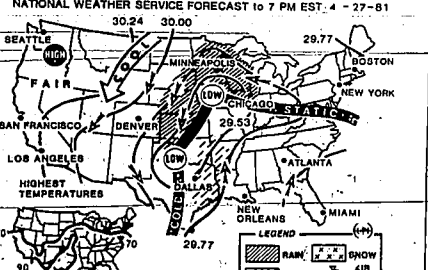 NATIONAL WEATHER SERVICE FORECAST to 7 PM EST 4 - 27-81
30.24 30.00
29.77
SEATTLE
HIGH
COOL
MINNEAPOLIS
BOSTON
FAIR
LOW
NEW YORK
CHICAGO
STATIC
SAN FRANCISCO
DENVER
29.53
LOS ANGELES
LOW
ATLANTA
HIGHEST
TEMPERATURES
DALLAS
COLD
NEW
ORLEANS
MIAMI
29.77
70
90
LEGEND
RAIN
SNOW
AIR